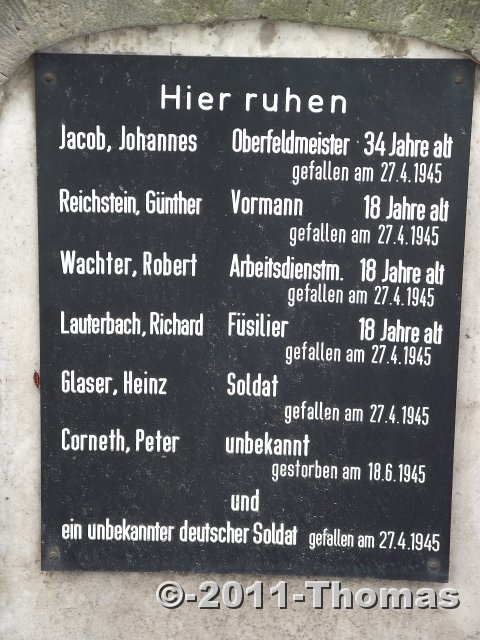 Hier ruhen
Jacob, Johannes Oberfeldmeister 34 Jahre alt
gefallen am 27.4.1945
Reichstein, Günther Vormann 18 Jahre alt
gefallen am 27.4.1945
Wachter, Robert Arbeitsdienstm. 18 Jahre alt
gefallen am 27.4.1945
Lauterbach, Richard Füsilier 18 Jahre alt
gefallen am 27.4.1945
Glaser, Heinz Soldat
gefallen am 27.4.1945
Corneth, Peter unbekannt
gestorben am 18.6.1945
und
ein unbekannter deutscher Soldat gefallen am 27.4.1945
©-2011-Thomas